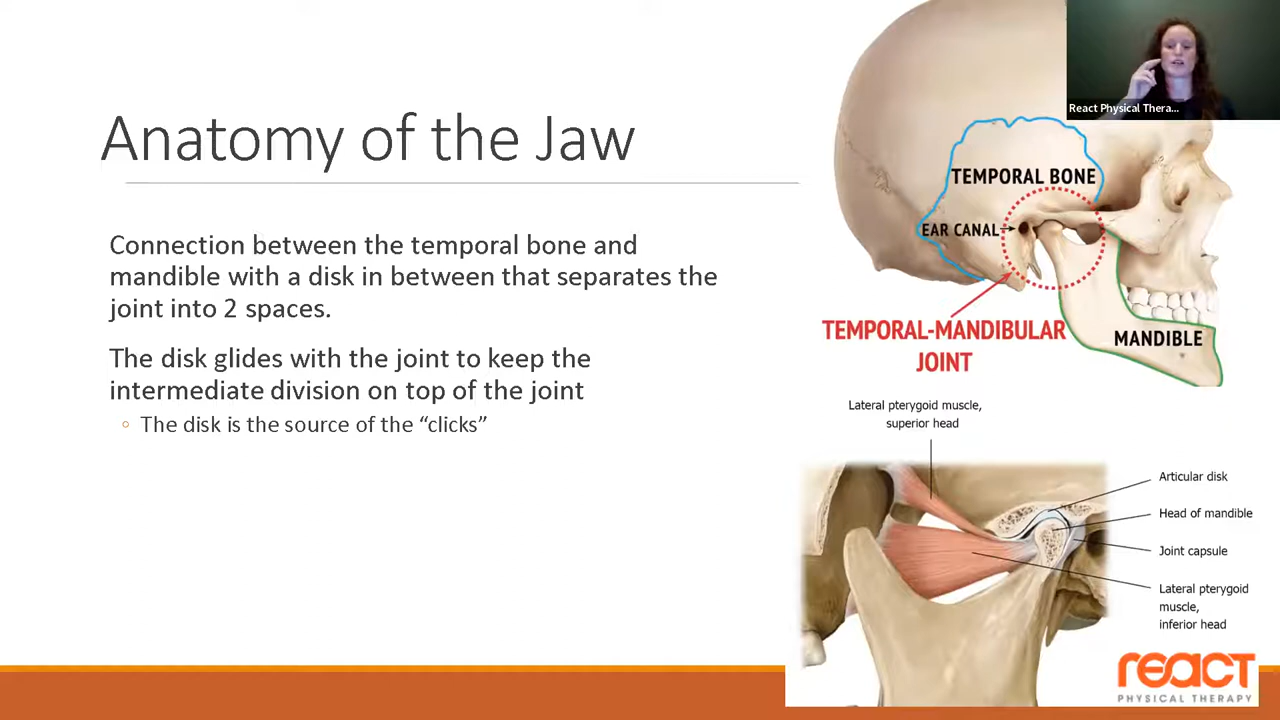 Anatomy of the Jaw
Connection between the temporal bone and
mandible with a disk in between that separates the
joint into 2 spaces.
The disk glides with the joint to keep the
intermediate division on top of the joint
◦ The disk is the source of the “clicks”
React Physical Thera...
TEMPORAL BONE
EAR CANAL
TEMPORAL-MANDIBULAR
JOINT
MANDIBLE
Lateral pterygoid muscle,
superior head
Articular disk
Head of mandible
Joint capsule
Lateral pterygoid
muscle,
inferior head
react
PHYSICAL THERAPY